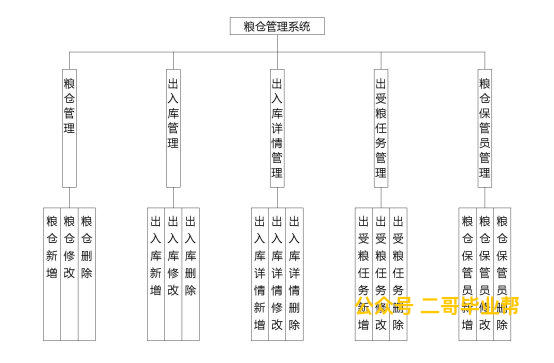 粮仓管理系统
粮仓管理
出入库管理
出入库详情管理
出受粮任务管理
粮仓保管员管理
粮仓新增
粮仓修改
粮仓删除
出入库新增
出入库修改
出入库删除
出入库详情新增
出入库详情修改
出入库详情删除
出受粮任务新增
出受粮任务修改
出受粮任务删除
粮仓保管员新增
粮仓保管员修改
粮仓保管员删除
公众号 二哥毕业帮